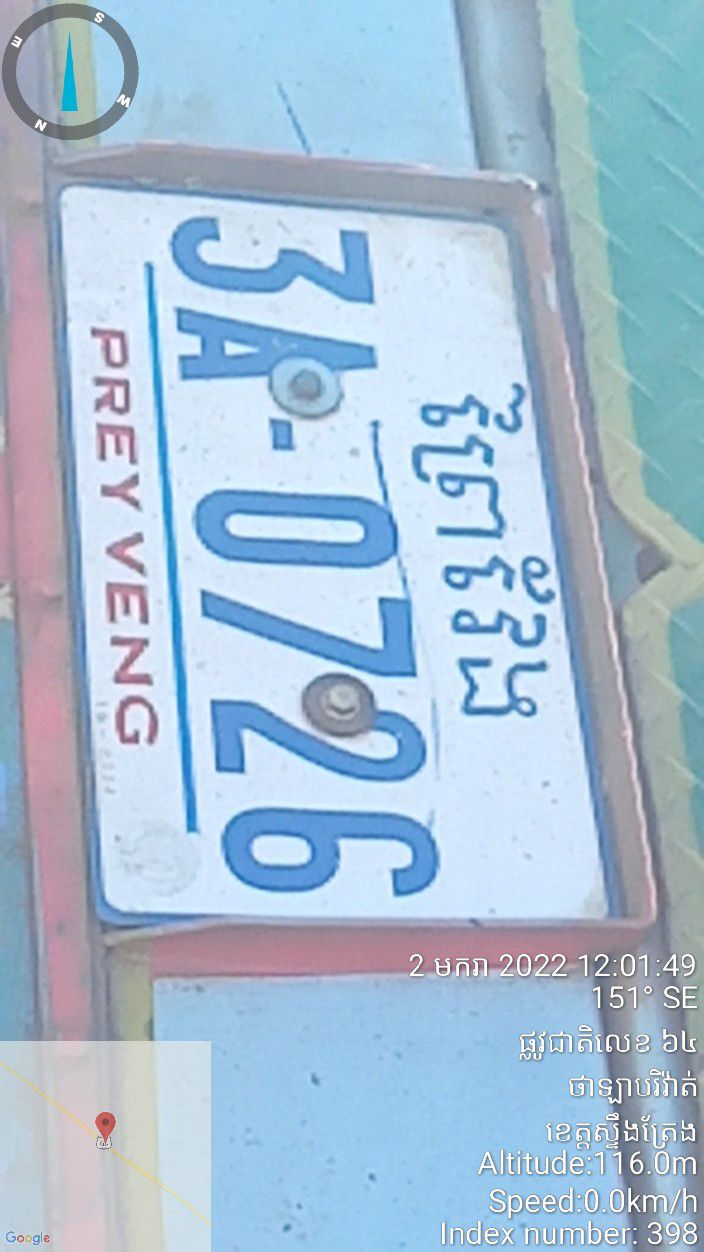 ព្រៃវែង
3A-0726
PREY VENG
S
E
W
N
2 មករា 2022 12:01:49
151° SE
ផ្លូវជាតិលេខ ៦៤
ថាឡាបរិវ៉ាត់
ខេត្តស្ទឹងត្រែង
Altitude:116.0m
Speed:0.0km/h
Index number: 398
Google